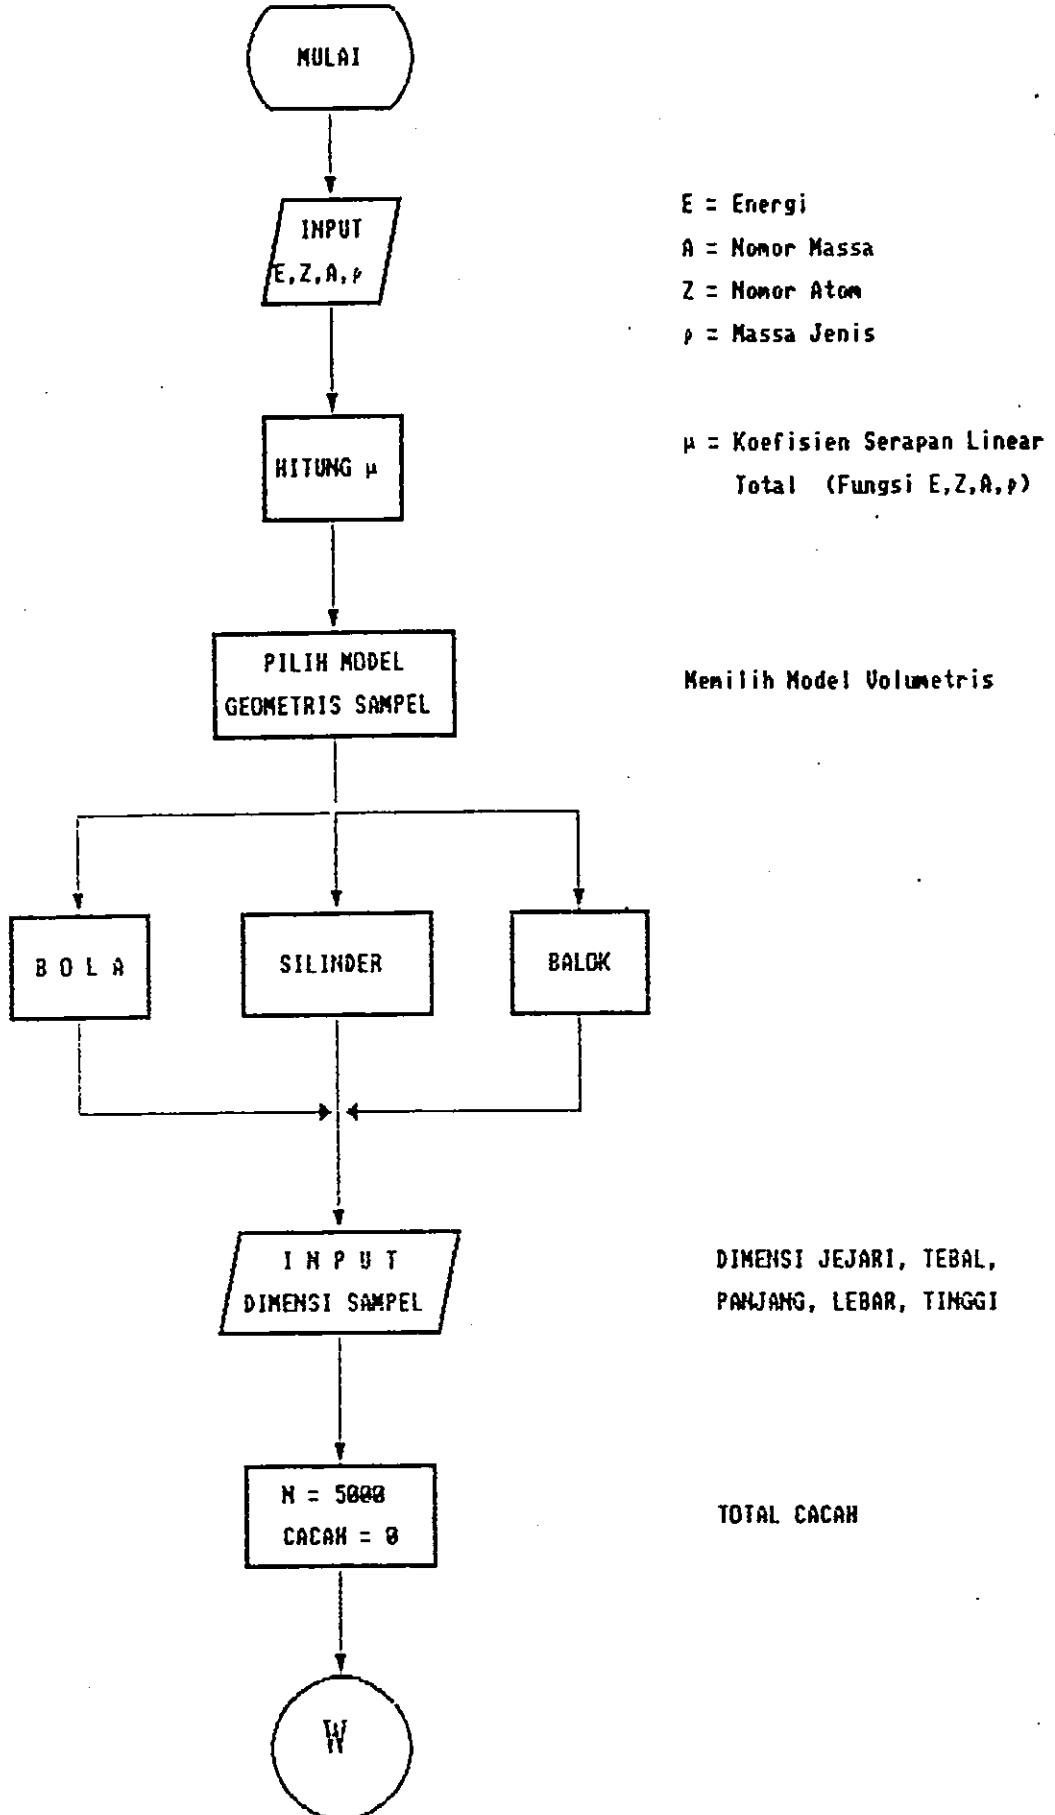 MULAI
INPUT
E,Z,A,ρ
E = Energi
A = Nomor Massa
Z = Nomor Atom
ρ = Massa Jenis
HITUNG μ
μ = Koefisien Serapan Linear
Total (Fungsi E,Z,A,ρ)
PILIH MODEL
GEOMETRIS SAMPEL
Memilih Model Volumetris
B O L A
SILINDER
BALOK
I N P U T
DIMENSI SAMPEL
DIMENSI JEJARI, TEBAL,
PANJANG, LEBAR, TINGGI
N = 5000
CACAH = 0
TOTAL CACAH
W